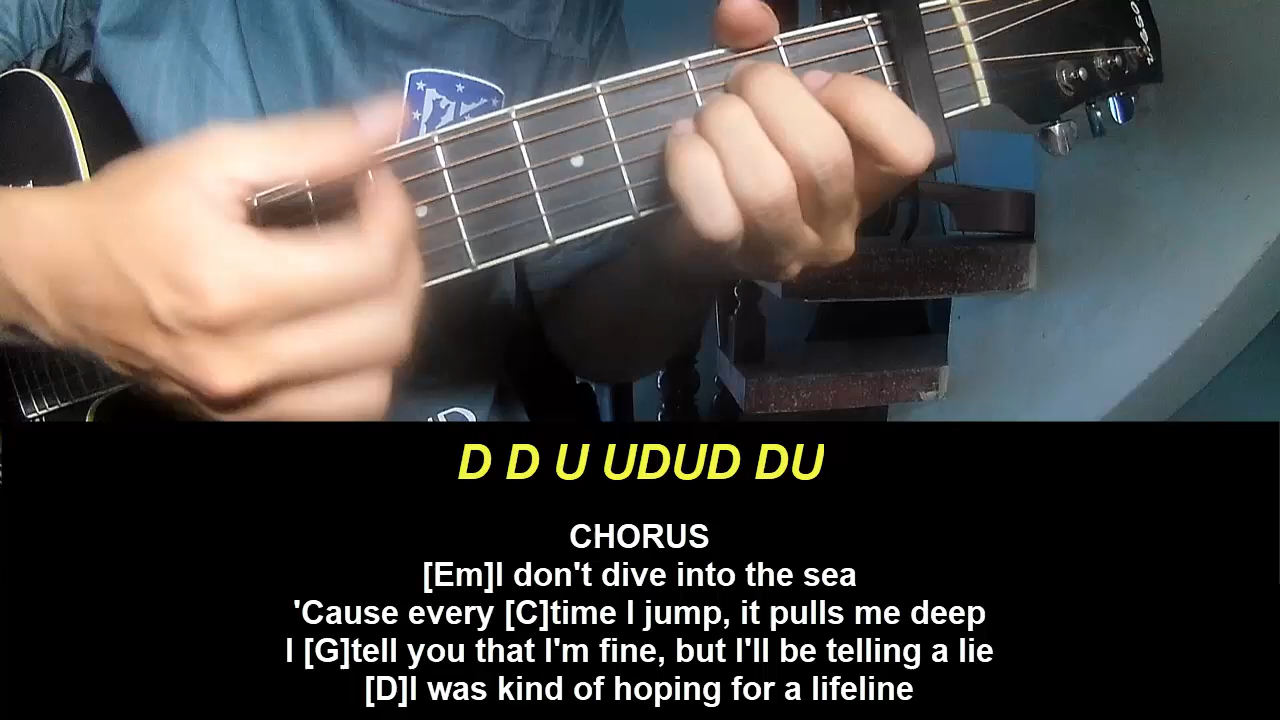 D D U UDUD DU
CHORUS
[Em]I don't dive into the sea
'Cause every [C]time I jump, it pulls me deep
I [G]tell you that I'm fine, but I'll be telling a lie
[D]I was kind of hoping for a lifeline